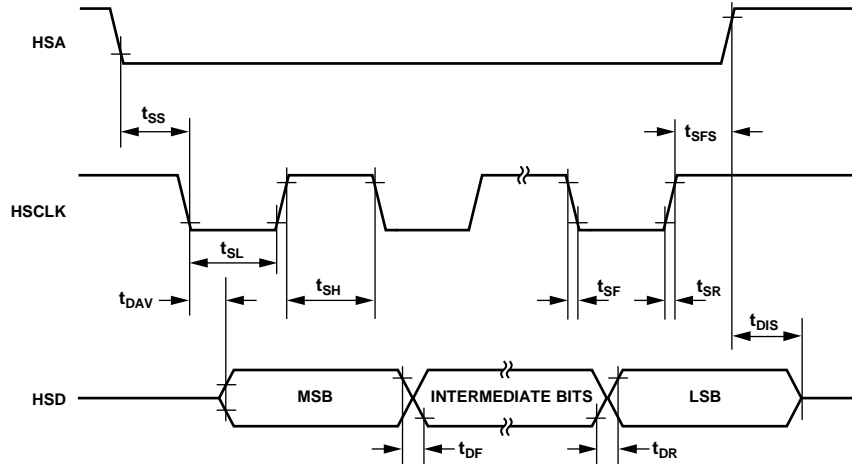 HSA
tSS
tSFS
HSCLK
tSL
tSH
tSF
tSR
tDAV
tDIS
HSD
MSB
INTERMEDIATE BITS
LSB
tDF
tDR